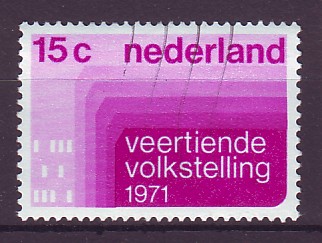 15 c nederland
veertiende
volkstelling
1971